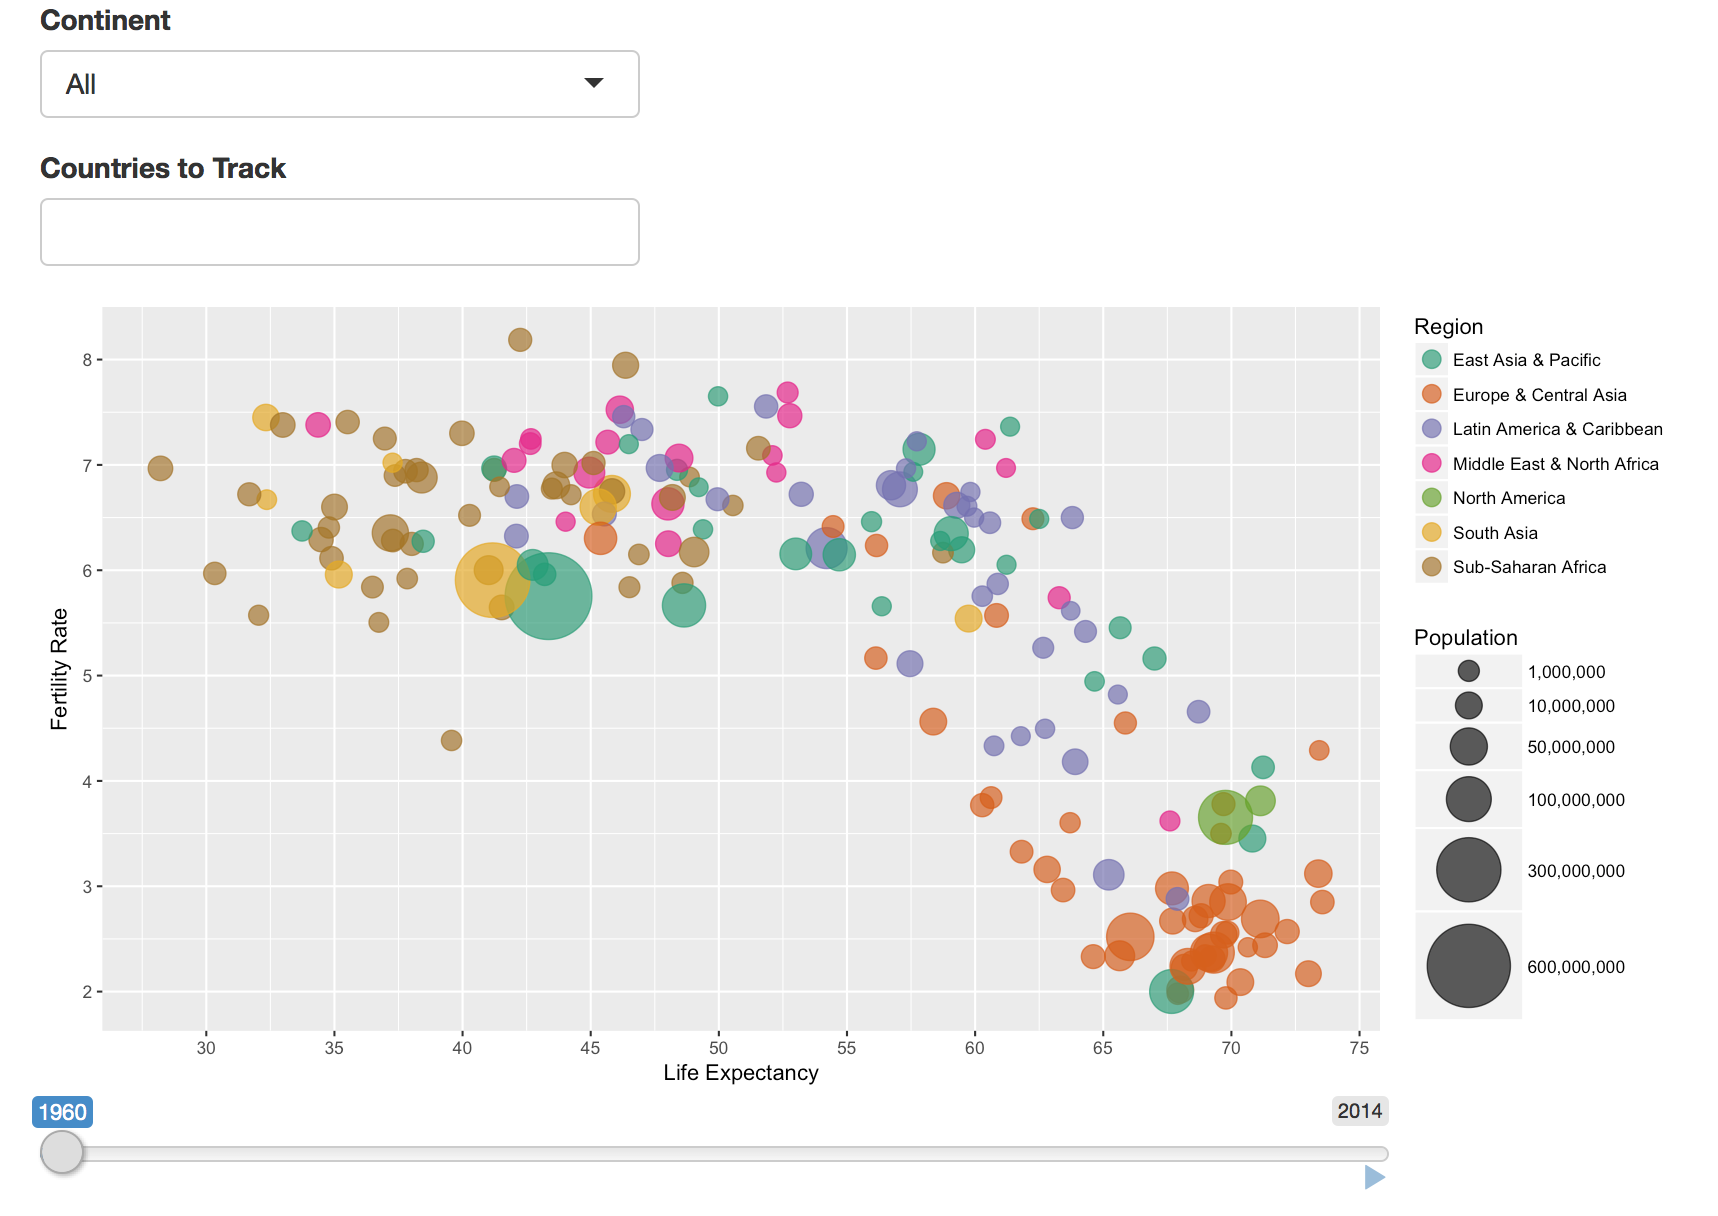 Continent
All
Countries to Track
Fertility Rate
8
7
6
5
4
3
2
30 35 40 45 50 55 60 65 70 75
Life Expectancy
Region
East Asia & Pacific
Europe & Central Asia
Latin America & Caribbean
Middle East & North Africa
North America
South Asia
Sub-Saharan Africa
Population
1,000,000
10,000,000
50,000,000
100,000,000
300,000,000
600,000,000
1960 2014